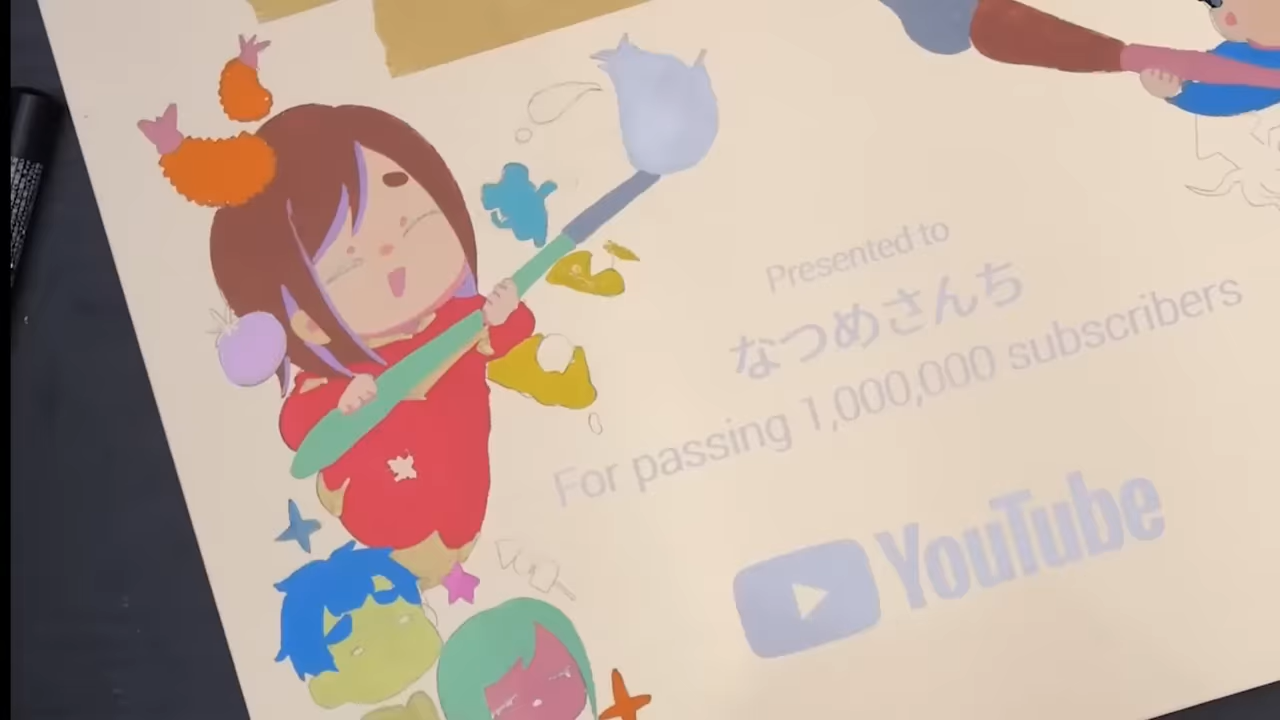 Presented to
なつめさんち
For passing 1,000,000 subscribers
YouTube